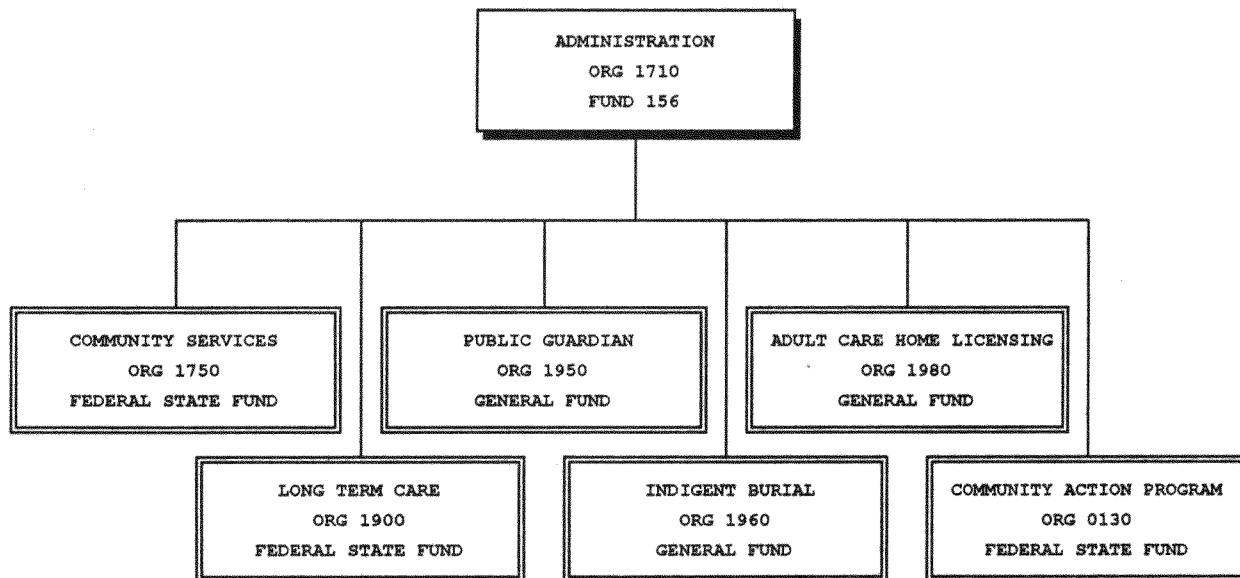 ADMINISTRATION
ORG 1710
FUND 156
COMMUNITY SERVICES
ORG 1750
FEDERAL STATE FUND
PUBLIC GUARDIAN
ORG 1950
GENERAL FUND
ADULT CARE HOME LICENSING
ORG 1980
GENERAL FUND
LONG TERM CARE
ORG 1900
FEDERAL STATE FUND
INDIGENT BURIAL
ORG 1960
GENERAL FUND
COMMUNITY ACTION PROGRAM
ORG 0130
FEDERAL STATE FUND